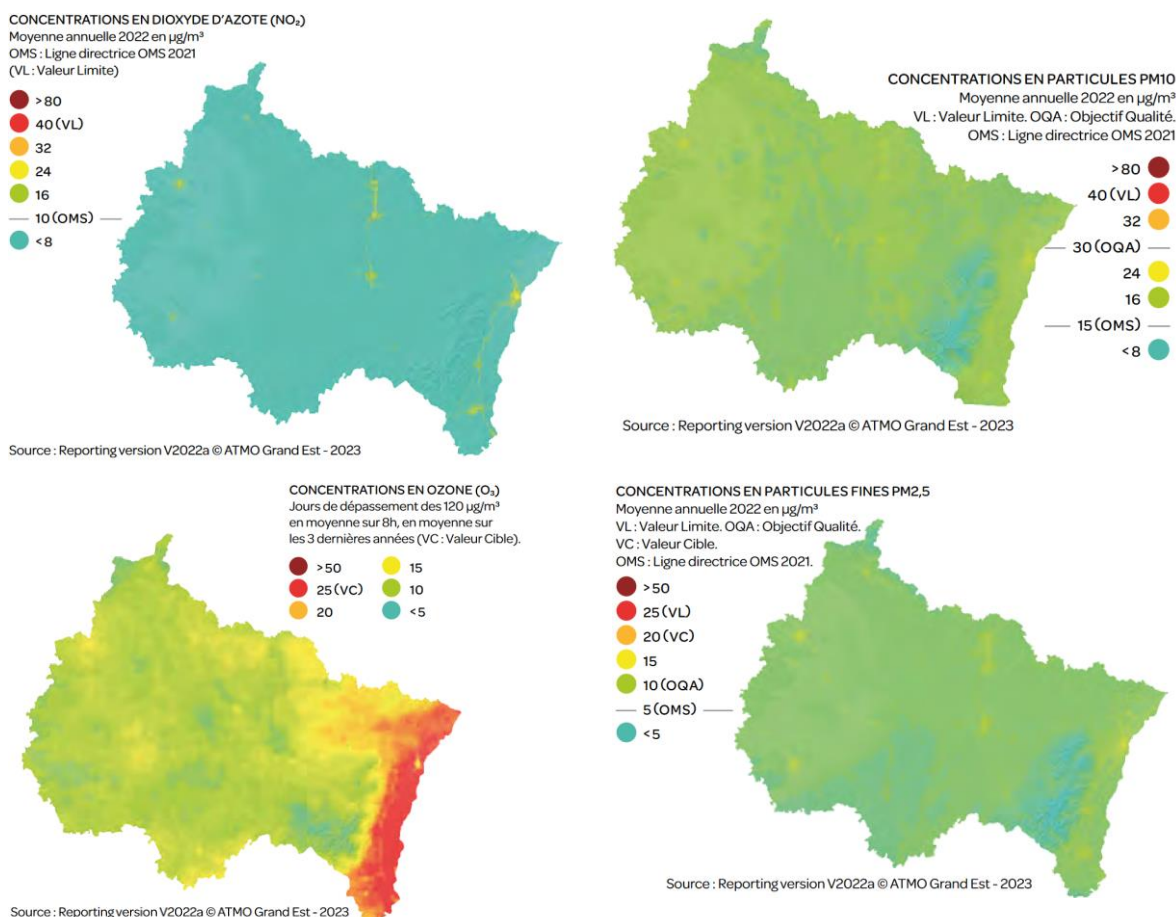 CONCENTRATIONS EN DIOXYDE D'AZOTE (NO₂)
Moyenne annuelle 2022 en µg/m³
OMS : Ligne directrice OMS 2021
(VL : Valeur Limite)
>80
40 (VL)
32
24
16
10 (OMS)
<8
Source : Reporting version V2022a © ATMO Grand Est - 2023
CONCENTRATIONS EN PARTICULES PM10
Moyenne annuelle 2022 en µg/m³
VL : Valeur Limite. OQA : Objectif Qualité.
OMS : Ligne directrice OMS 2021
>80
40 (VL)
32
30 (OQA)
24
16
15 (OMS)
<8
Source : Reporting version V2022a © ATMO Grand Est - 2023
CONCENTRATIONS EN OZONE (O₃)
Jours de dépassement des 120 µg/m³
en moyenne sur 8h, en moyenne sur
les 3 dernières années (VC : Valeur Cible).
>50 15
25 (VC) 10
20 <5
Source : Reporting version V2022a © ATMO Grand Est - 2023
CONCENTRATIONS EN PARTICULES FINES PM2,5
Moyenne annuelle 2022 en µg/m³
VL : Valeur Limite. OQA : Objectif Qualité.
VC : Valeur Cible.
OMS : Ligne directrice OMS 2021.
>50
25 (VL)
20 (VC)
15
10 (OQA)
5 (OMS)
<5
Source : Reporting version V2022a © ATMO Grand Est - 2023